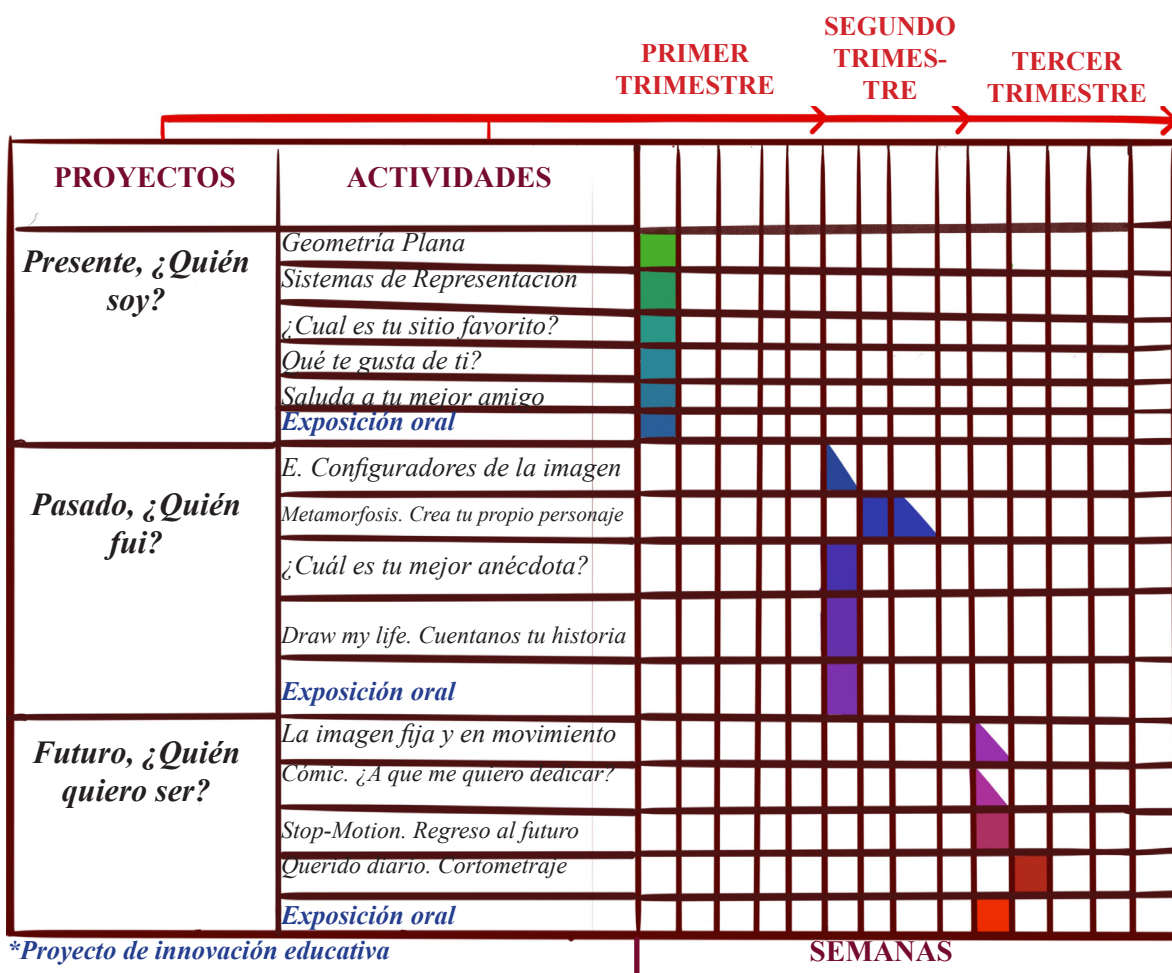 PRIMER
TRIMESTRE
SEGUNDO
TRIMES-
TRE
TERCER
TRIMESTRE
PROYECTOS
ACTIVIDADES
Presente, ¿Quién
soy?
Geometría Plana
Sistemas de Representación
¿Cual es tu sitio favorito?
Qué te gusta de ti?
Saluda a tu mejor amigo
Exposición oral
Pasado, ¿Quién
fui?
E. Configuradores de la imagen
Metamorfosis. Crea tu propio personaje
¿Cuál es tu mejor anécdota?
Draw my life. Cuentanos tu historia
Exposición oral
Futuro, ¿Quién
quiero ser?
La imagen fija y en movimiento
Cómic. ¿A que me quiero dedicar?
Stop-Motion. Regreso al futuro
Querido diario. Cortometraje
Exposición oral
*Proyecto de innovación educativa
SEMANAS